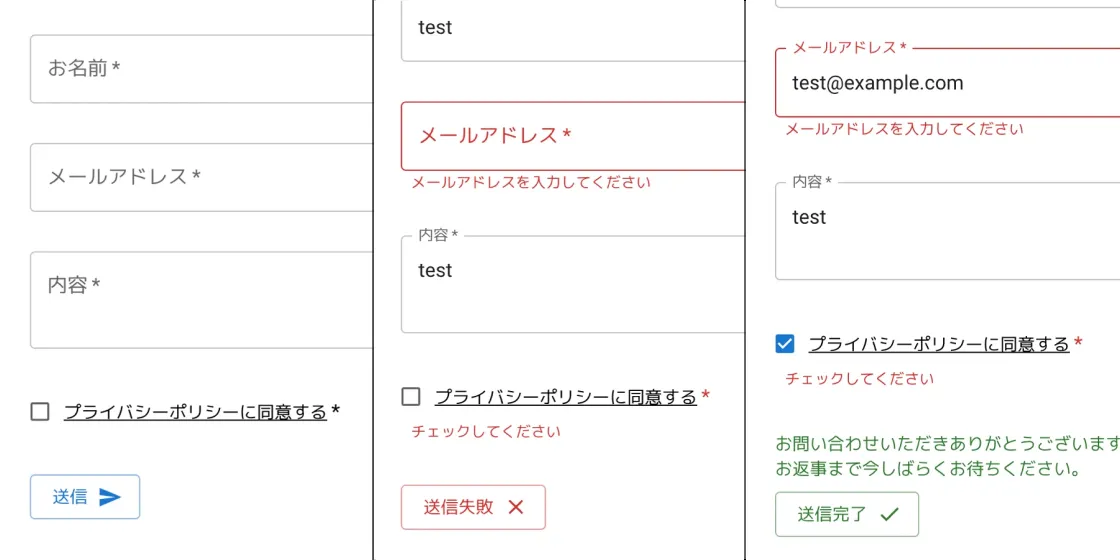 お名前 *
メールアドレス *
内容 *
プライバシーポリシーに同意する *
送信
test
メールアドレス *
メールアドレスを入力してください
内容 *
test
プライバシーポリシーに同意する *
チェックしてください
送信失敗
メールアドレス *
test@example.com
メールアドレスを入力してください
内容 *
test
プライバシーポリシーに同意する *
チェックしてください
お問い合わせいただきありがとうございます
お返事まで今しばらくお待ちください。
送信完了